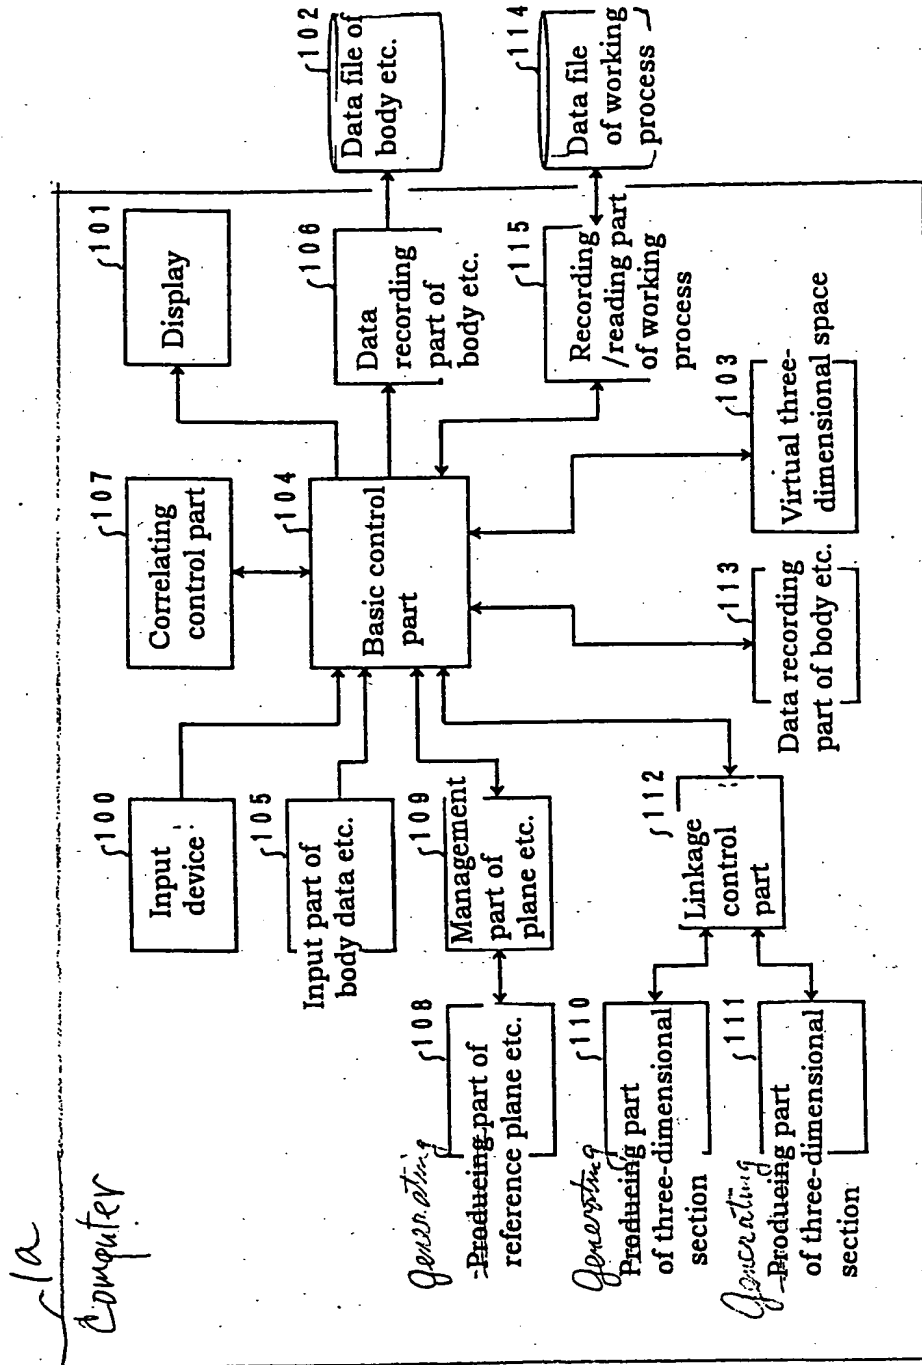 1a
Computer
100
Input
device
105
Input part of
body data etc.
109
Management
part of
plane etc.
108
Generating
Producing part of
reference plane etc.
110
Generating
Producing part
of three-dimensional
section
111
Generating
Producing part
of three-dimensional
section
112
Linkage
control
part
107
Correlating
control part
104
Basic control
part
113
Data recording
part of body etc.
103
Virtual three-
dimensional space
101
Display
106
Data
recording
part of
body etc.
115
Recording
/reading part
of working
process
102
Data file of
body etc.
114
Data file
of working
process